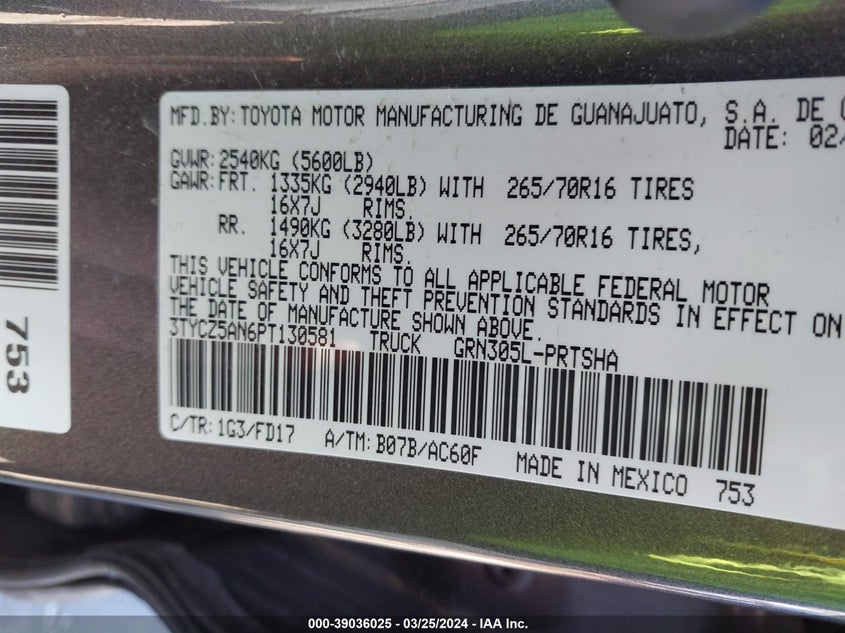 MFD.BY: TOYOTA MOTOR MANUFACTURING DE GUANAJUATO, S.A. DE
DATE: 02/
GVWR: 2540KG (5600LB)
GAWR: FRT. 1335KG (2940LB) WITH 265/70R16 TIRES
16X7J RIMS.
RR. 1490KG (3280LB) WITH 265/70R16 TIRES,
16X7J RIMS.
THIS VEHICLE CONFORMS TO ALL APPLICABLE FEDERAL MOTOR
VEHICLE SAFETY AND THEFT PREVENTION STANDARDS IN EFFECT ON
THE DATE OF MANUFACTURE SHOWN ABOVE.
3TYCZ5AN6PT130581 TRUCK GRN305L-PRTSHA
C/TR: 1G3/FD17 A/TM: B07B/AC60F MADE IN MEXICO 753
753
000-39036025 - 03/25/2024 - IAA Inc.